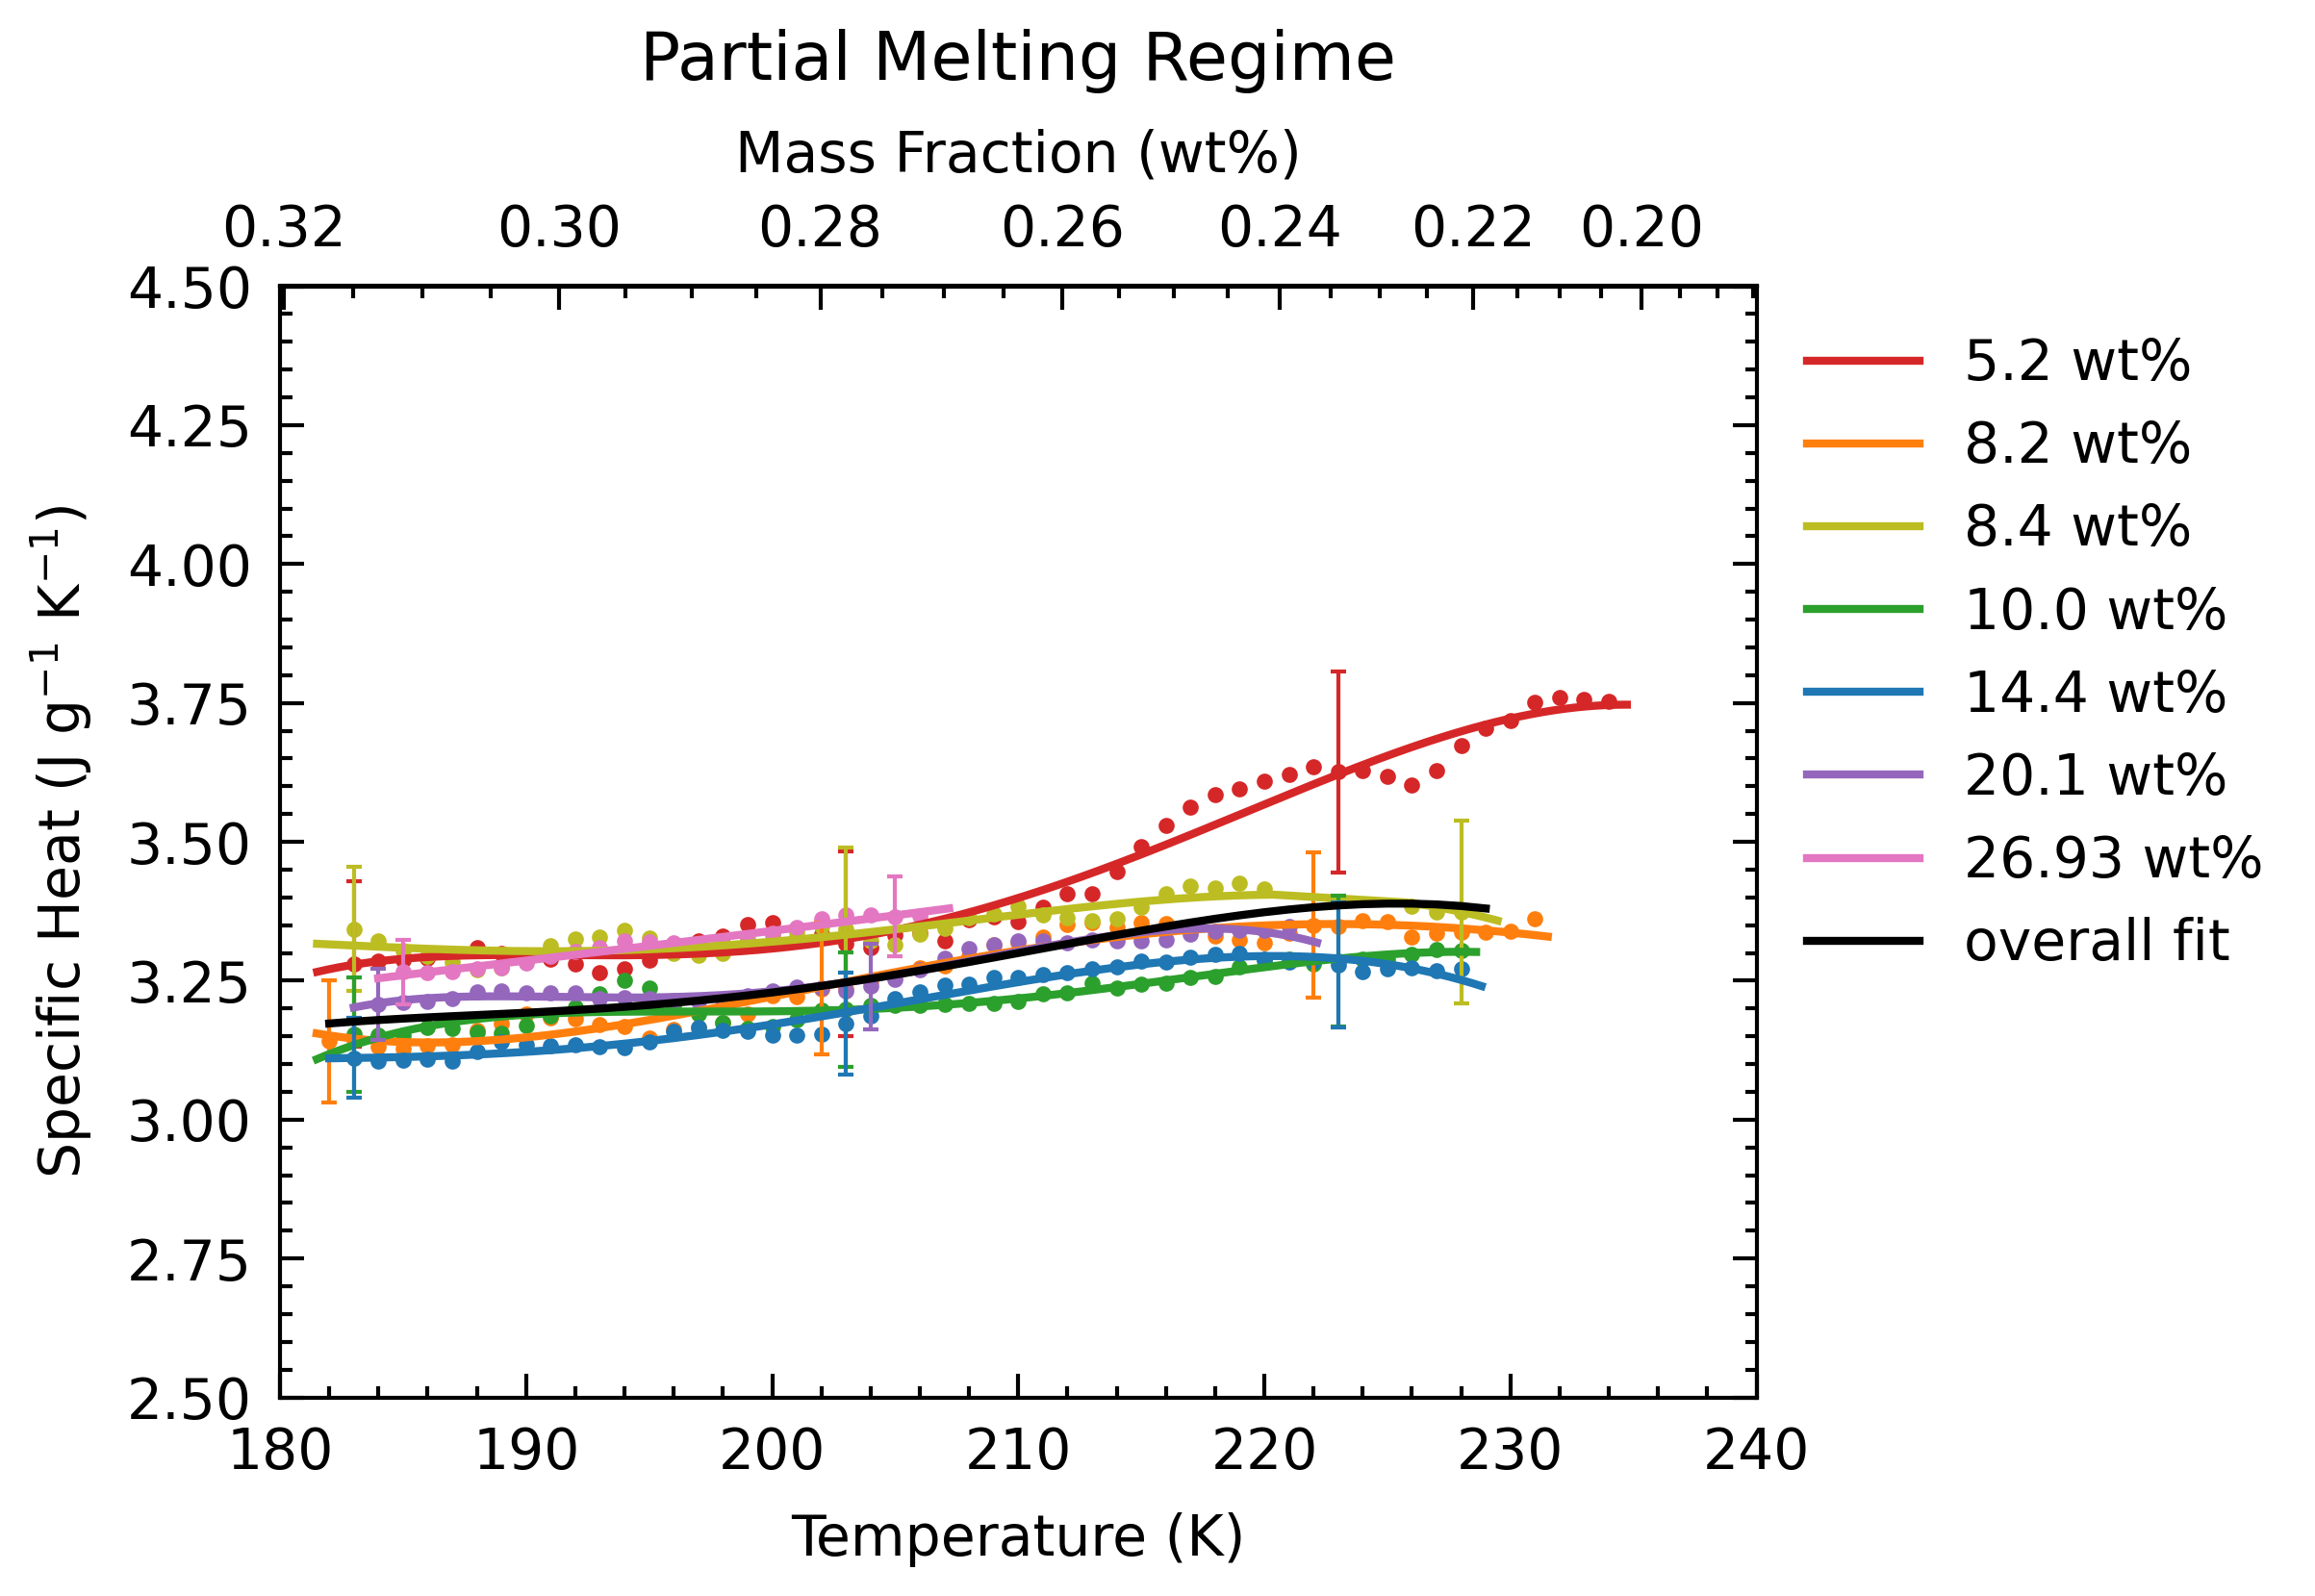 Partial Melting Regime
Mass Fraction (wt%)
0.32 0.30 0.28 0.26 0.24 0.22 0.20
4.50
4.25
4.00
3.75
3.50
3.25
3.00
2.75
2.50
Specific Heat (J g⁻¹ K⁻¹)
180 190 200 210 220 230 240
Temperature (K)
5.2 wt%
8.2 wt%
8.4 wt%
10.0 wt%
14.4 wt%
20.1 wt%
26.93 wt%
overall fit